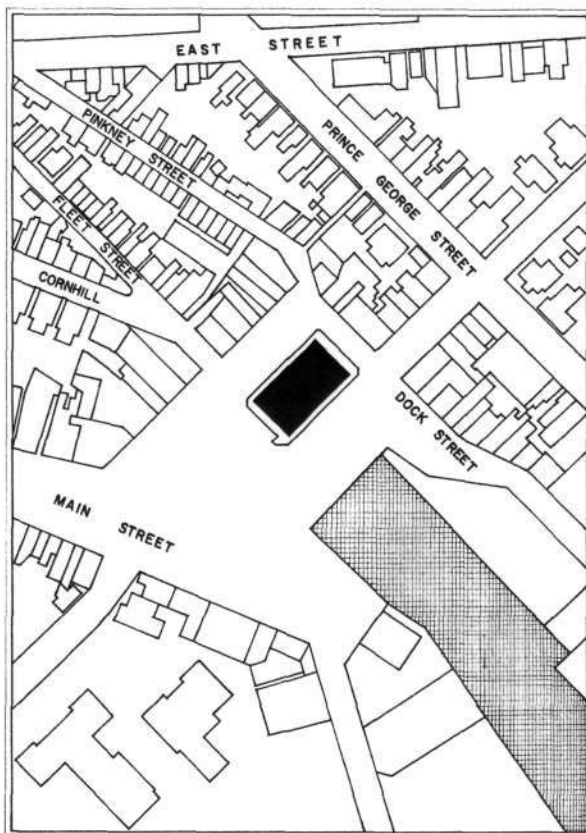 EAST STREET
PINKNEY STREET
PRINCE GEORGE STREET
FLEET STREET
CORNHILL
DOCK STREET
MAIN STREET